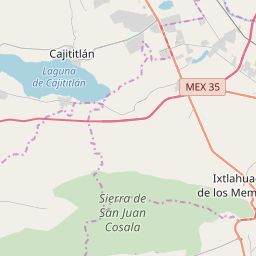 Cajititlán
Laguna
de Cajititlán
MEX 35
Ixtlahuac
de los Mem
Sierra de
San Juan
Cosala